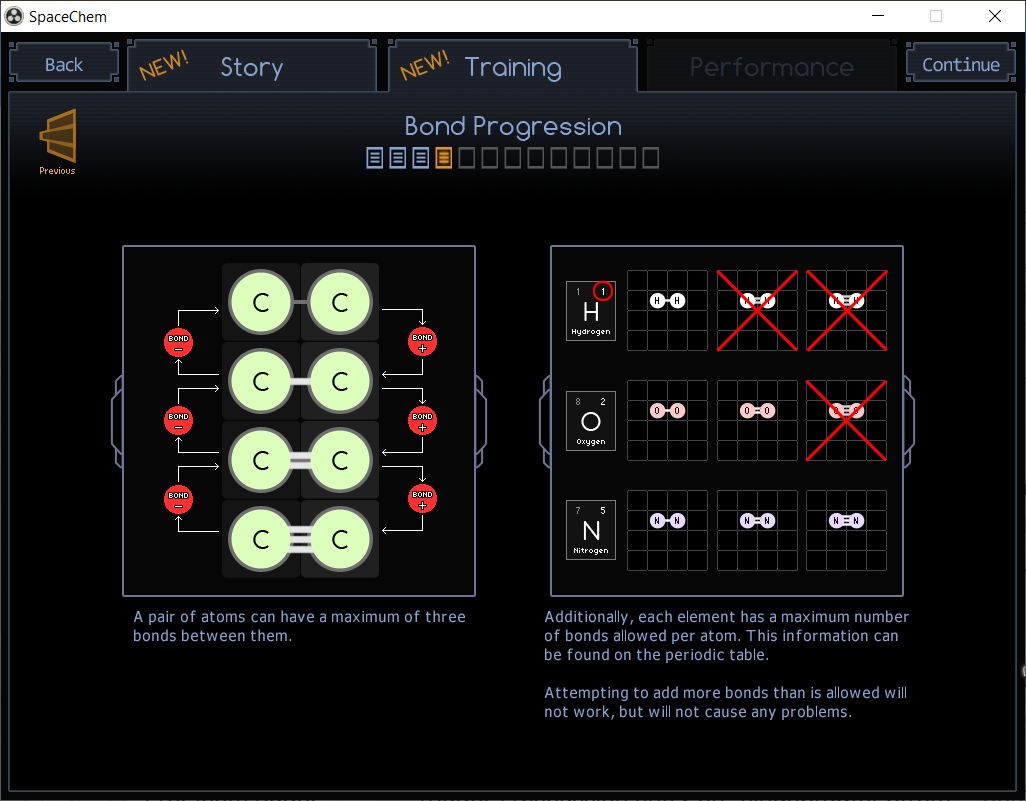 SpaceChem
Back
NEW!
Story
NEW!
Training
Performance
Continue
Previous
Bond Progression
C C
BOND
−
BOND
+
C C
BOND
−
BOND
+
C C
BOND
−
BOND
+
C C
A pair of atoms can have a maximum of three
bonds between them.
1 1
H
Hydrogen
H H
H H
H H
8 2
O
Oxygen
O O
O O
O O
7 5
N
Nitrogen
N N
N N
N N
Additionally, each element has a maximum number
of bonds allowed per atom. This information can
be found on the periodic table.
Attempting to add more bonds than is allowed will
not work, but will not cause any problems.